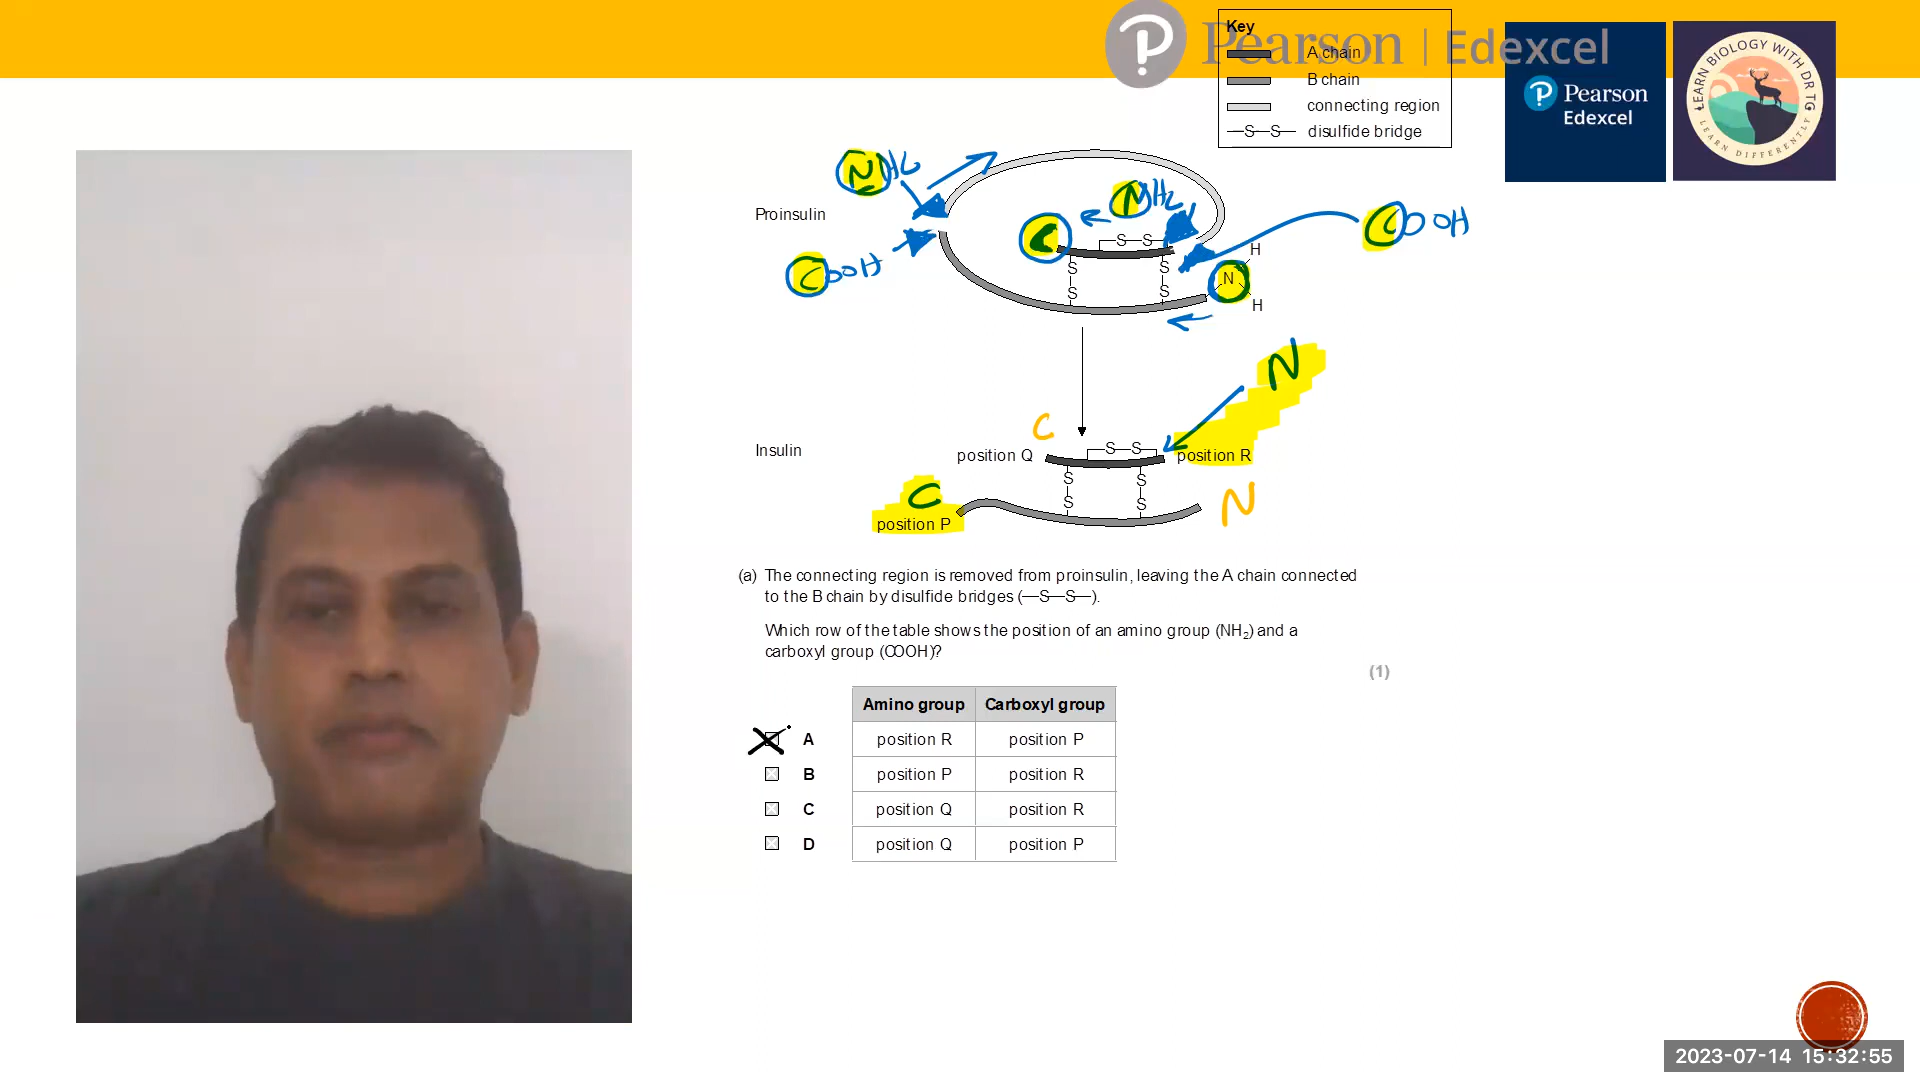 Pearson | Edexcel
Key
A chain
B chain
connecting region
—S—S— disulfide bridge
Pearson
Edexcel
LEARN BIOLOGY WITH DR TG
LEARN DIFFERENTLY
NH2
Proinsulin
NH2
COOH
C
S S
H
COOH
S S
N
S S
H
N
C
Insulin
position Q
S S
position R
S S
C
S S
N
position P
(a) The connecting region is removed from proinsulin, leaving the A chain connected
to the B chain by disulfide bridges (—S—S—).
Which row of the table shows the position of an amino group (NH₂) and a
carboxyl group (COOH)?
(1)
Amino group Carboxyl group
A position R position P
B position P position R
C position Q position R
D position Q position P
2023-07-14 15:32:55